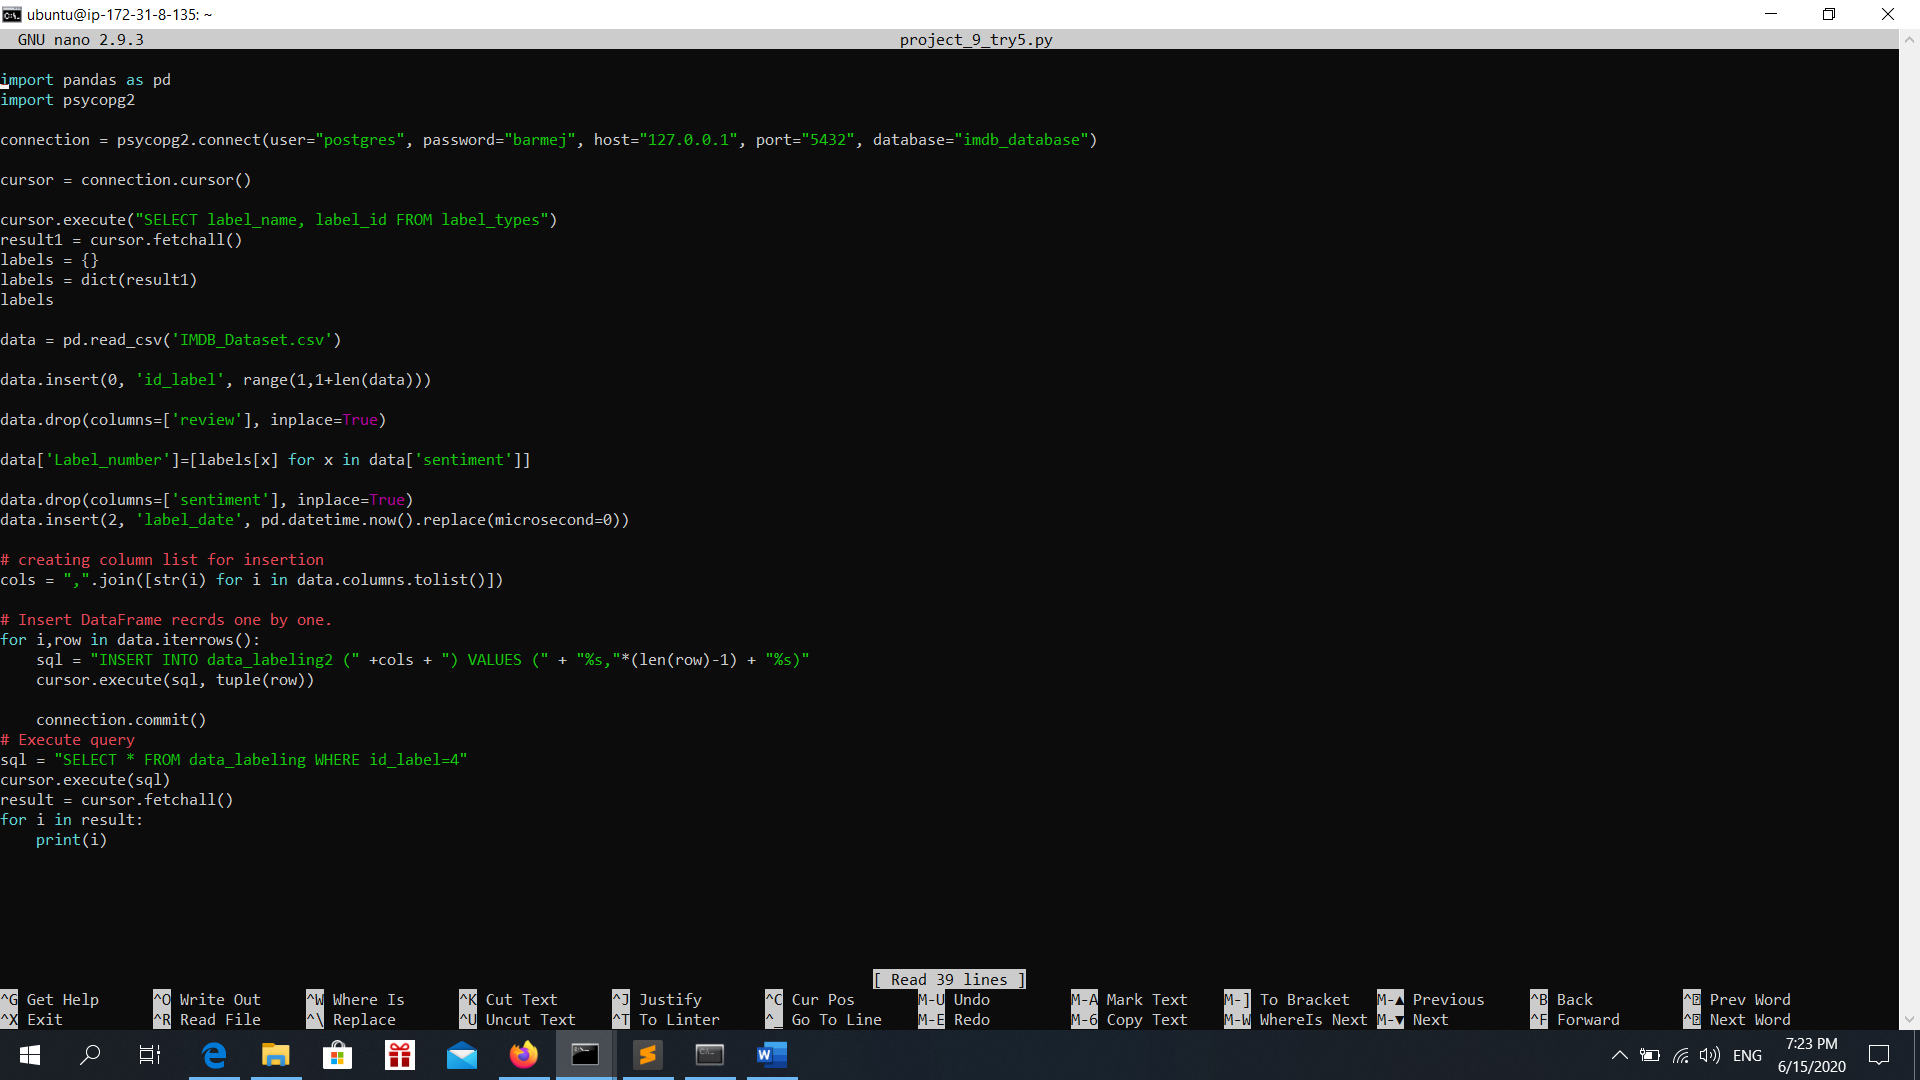 ubuntu@ip-172-31-8-135: ~
GNU nano 2.9.3 project_9_try5.py
import pandas as pd
import psycopg2
connection = psycopg2.connect(user="postgres", password="barmej", host="127.0.0.1", port="5432", database="imdb_database")
cursor = connection.cursor()
cursor.execute("SELECT label_name, label_id FROM label_types")
result1 = cursor.fetchall()
labels = {}
labels = dict(result1)
labels
data = pd.read_csv('IMDB_Dataset.csv')
data.insert(0, 'id_label', range(1,1+len(data)))
data.drop(columns=['review'], inplace=True)
data['Label_number']=[labels[x] for x in data['sentiment']]
data.drop(columns=['sentiment'], inplace=True)
data.insert(2, 'label_date', pd.datetime.now().replace(microsecond=0))
# creating column list for insertion
cols = ",".join([str(i) for i in data.columns.tolist()])
# Insert DataFrame recrds one by one.
for i,row in data.iterrows():
    sql = "INSERT INTO data_labeling2 (" +cols + ") VALUES (" + "%s,"*(len(row)-1) + "%s)"
    cursor.execute(sql, tuple(row))
    connection.commit()
# Execute query
sql = "SELECT * FROM data_labeling WHERE id_label=4"
cursor.execute(sql)
result = cursor.fetchall()
for i in result:
    print(i)
[ Read 39 lines ]
^G Get Help ^O Write Out ^W Where Is ^K Cut Text ^J Justify ^C Cur Pos M-U Undo M-A Mark Text M-] To Bracket M-▲ Previous ^B Back ^⍰ Prev Word
^X Exit ^R Read File ^\ Replace ^U Uncut Text ^T To Linter ^_ Go To Line M-E Redo M-6 Copy Text M-W WhereIs Next M-▼ Next ^F Forward ^⍰ Next Word
ENG
7:23 PM
6/15/2020